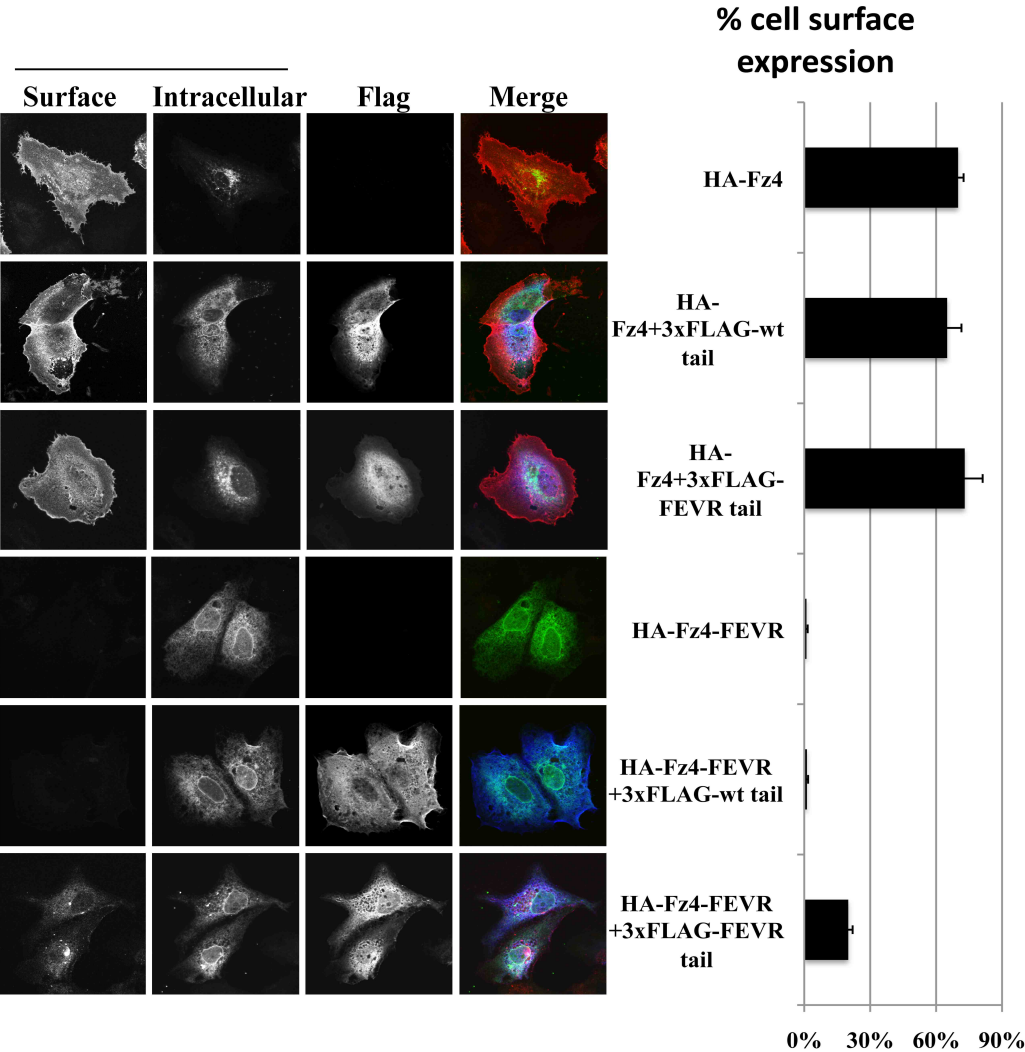 % cell surface
expression
Surface Intracellular Flag Merge
HA-Fz4
HA-
Fz4+3xFLAG-wt
tail
HA-
Fz4+3xFLAG-
FEVR tail
HA-Fz4-FEVR
HA-Fz4-FEVR
+3xFLAG-wt tail
HA-Fz4-FEVR
+3xFLAG-FEVR
tail
0% 30% 60% 90%